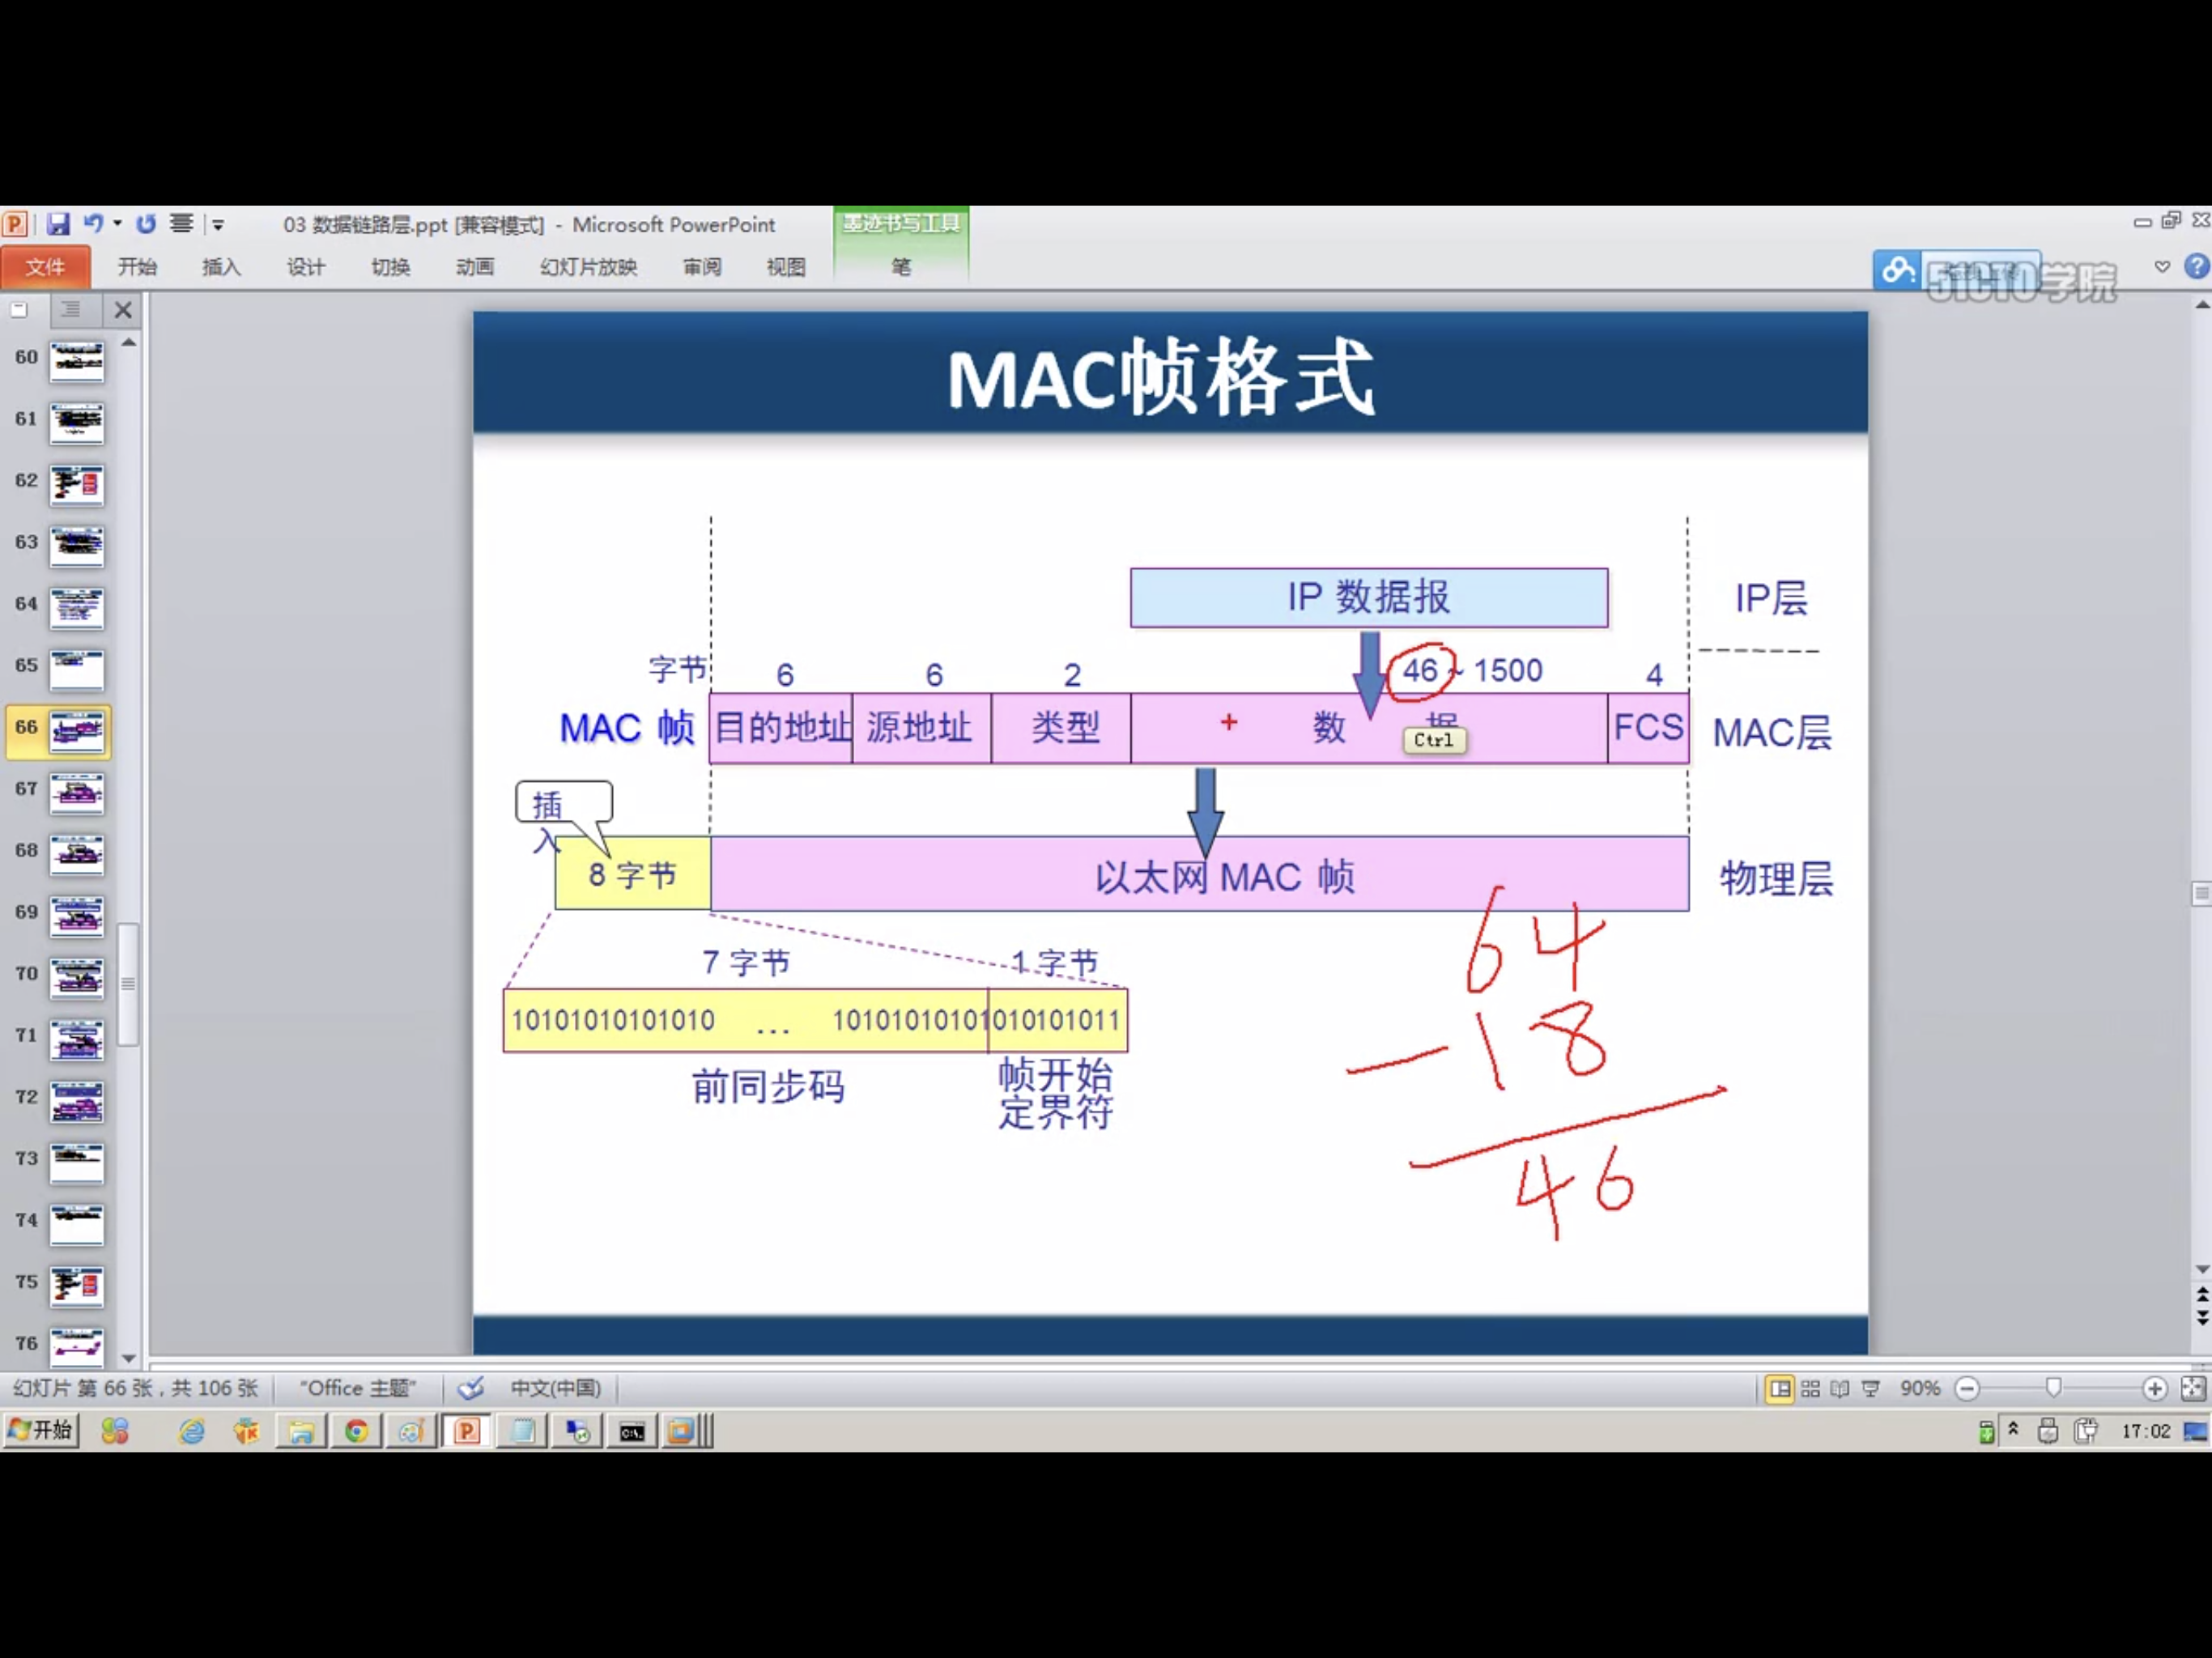 03 数据链路层.ppt [兼容模式] - Microsoft PowerPoint
墨迹书写工具
文件 开始 插入 设计 切换 动画 幻灯片放映 审阅 视图 笔
51CTO学院
60
61
62
63
64
65
66
67
68
69
70
71
72
73
74
75
76
MAC帧格式
IP 数据报
IP层
字节 6 6 2 46 ~ 1500 4
MAC 帧 目的地址 源地址 类型 数 据 FCS MAC层
Ctrl
插入
8 字节 以太网 MAC 帧 物理层
7 字节 1 字节
10101010101010 … 10101010101010101011
前同步码
帧开始
定界符
64
-18
46
幻灯片 第 66 张，共 106 张 "Office 主题" 中文(中国) 90%
开始 17:02